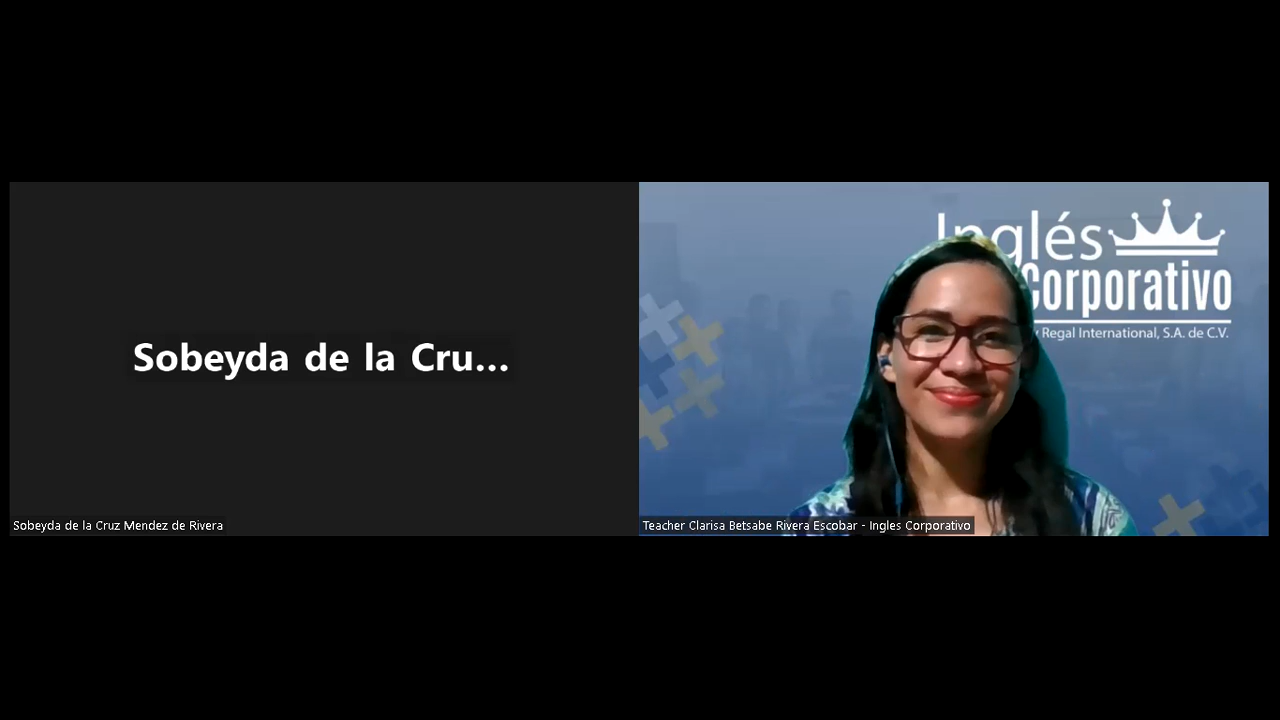 Sobeyda de la Cru...
Sobeyda de la Cruz Mendez de Rivera
Inglés
Corporativo
y Regal International, S.A. de C.V.
Teacher Clarisa Betsabe Rivera Escobar - Ingles Corporativo